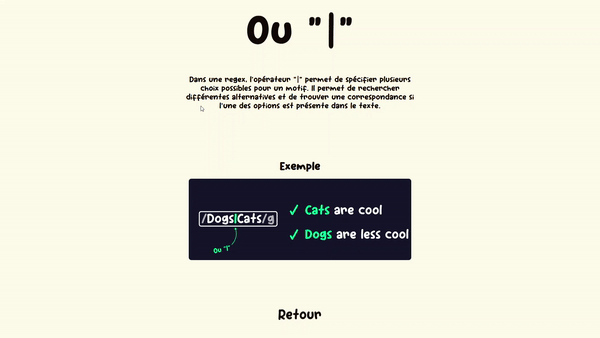 Ou "|"
Dans une regex, l'opérateur "|" permet de spécifier plusieurs
choix possibles pour un motif. Il permet de rechercher
différentes alternatives et de trouver une correspondance si
l'une des options est présente dans le texte.
Exemple
/Dogs|Cats/g
Ou "|"
✓ Cats are cool
✓ Dogs are less cool
Retour